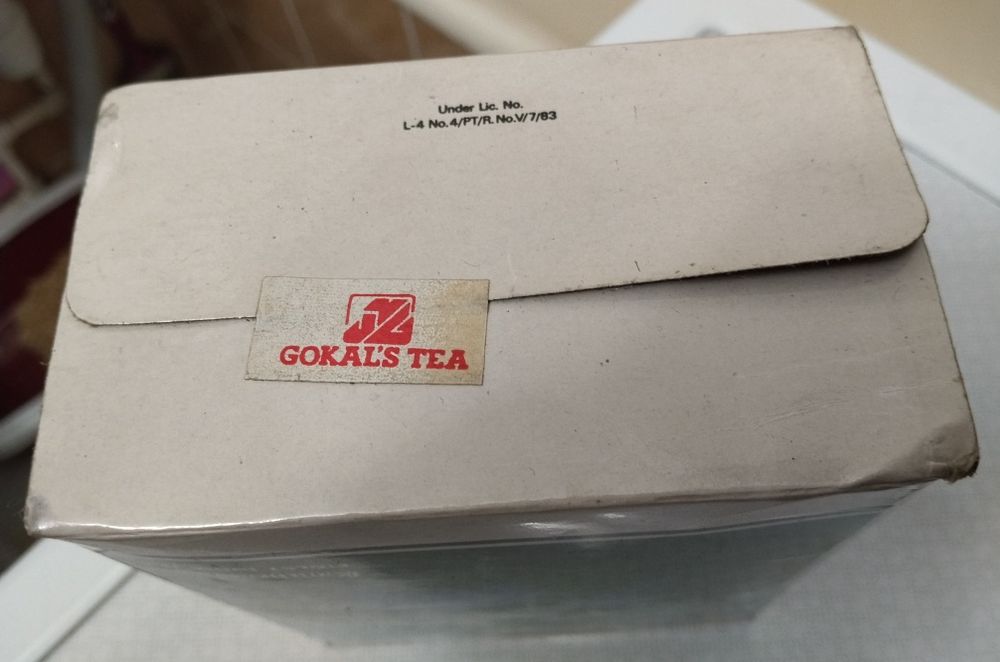 Under Lic. No.
L-4 No.4/PT/R.No.V/7/83
GOKAL'S TEA